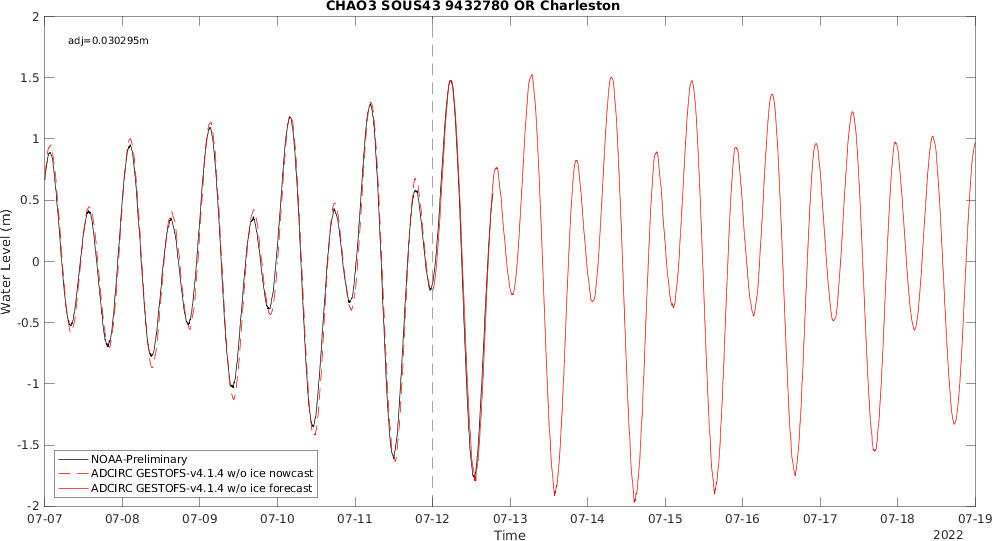 CHAO3 SOUS43 9432780 OR Charleston
adj=0.030295m
2
1.5
1
0.5
0
-0.5
-1
-1.5
-2
Water Level (m)
NOAA-Preliminary
ADCIRC GESTOFS-v4.1.4 w/o ice nowcast
ADCIRC GESTOFS-v4.1.4 w/o ice forecast
07-07 07-08 07-09 07-10 07-11 07-12 07-13 07-14 07-15 07-16 07-17 07-18 07-19
Time
2022